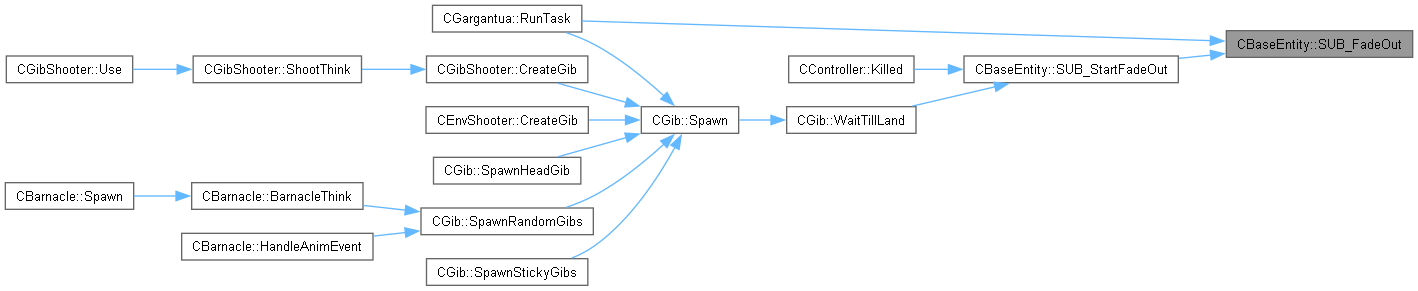 CGargantua::RunTask
CBaseEntity::SUB_FadeOut
CGibShooter::Use
CGibShooter::ShootThink
CGibShooter::CreateGib
CController::Killed
CBaseEntity::SUB_StartFadeOut
CEnvShooter::CreateGib
CGib::Spawn
CGib::WaitTillLand
CGib::SpawnHeadGib
CBarnacle::Spawn
CBarnacle::BarnacleThink
CGib::SpawnRandomGibs
CBarnacle::HandleAnimEvent
CGib::SpawnStickyGibs